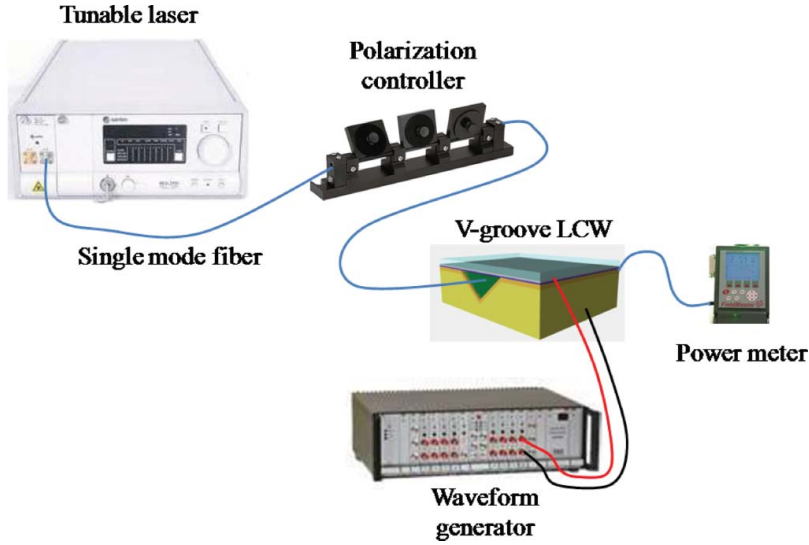 Tunable laser
Polarization
controller
Single mode fiber
V-groove LCW
Power meter
Waveform
generator